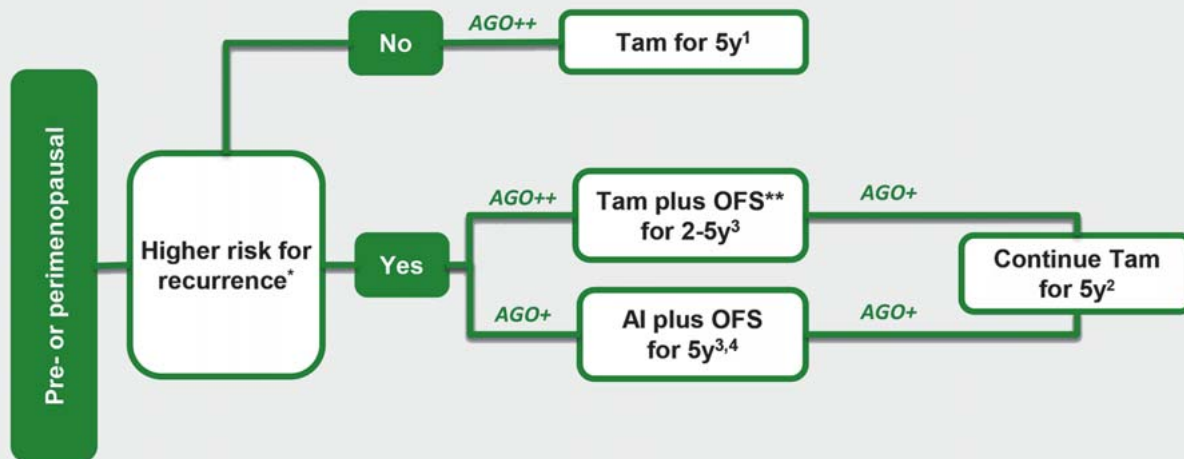 Pre- or perimenopausal
Higher risk for
recurrence*
No
AGO++
Tam for 5y1
Yes
AGO++
Tam plus OFS**
for 2-5y3
AGO+
AGO+
AI plus OFS
for 5y3,4
AGO+
Continue Tam
for 5y2